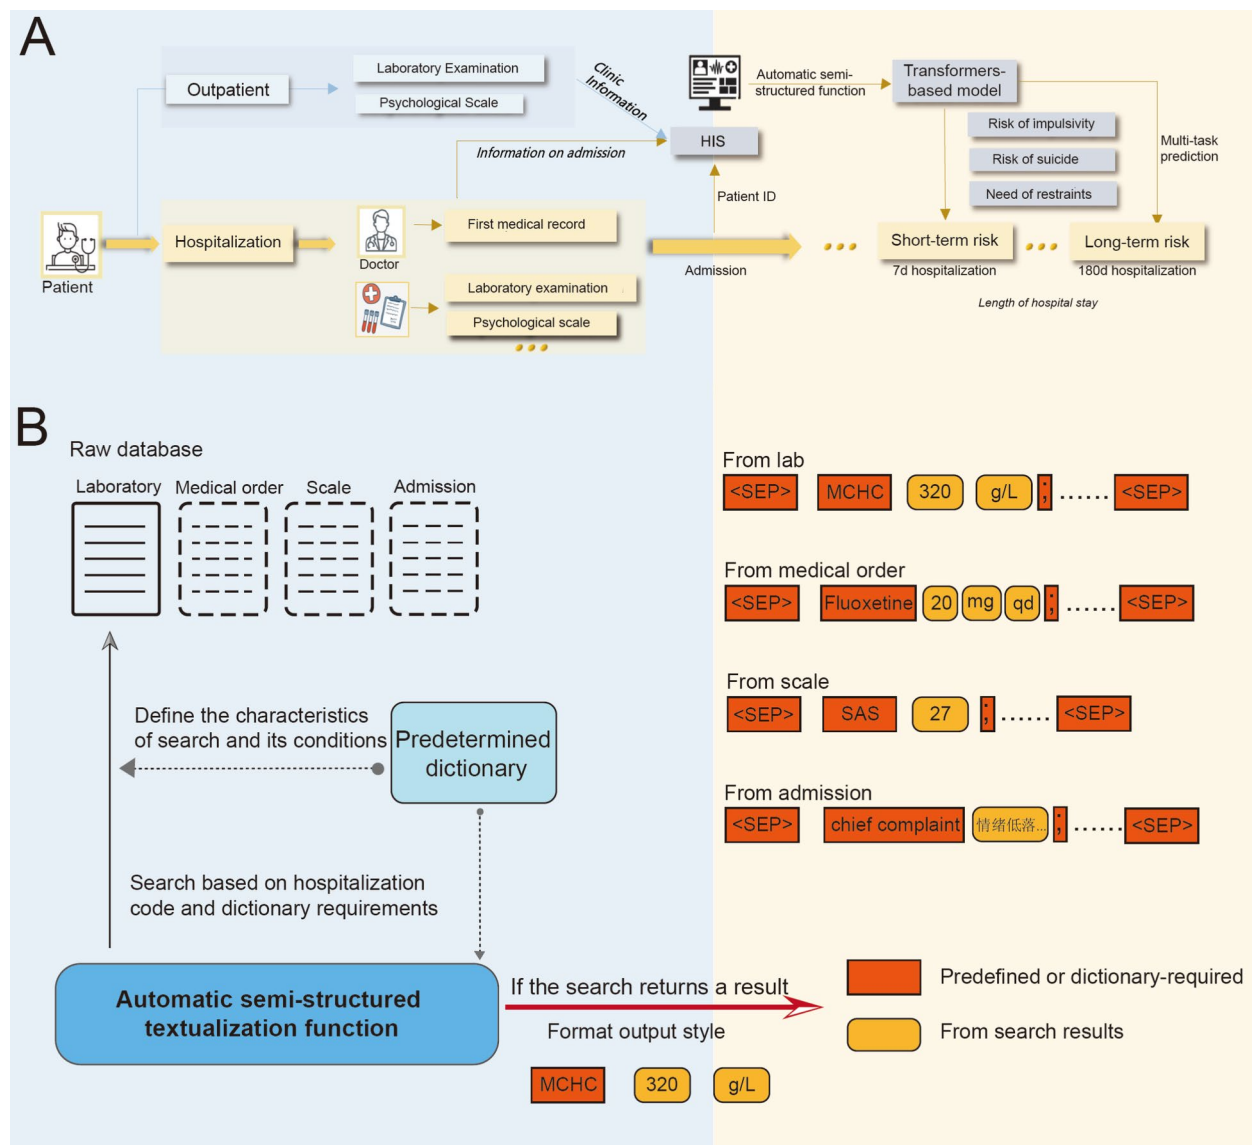 A
Outpatient
Laboratory Examination
Psychological Scale
Clinic
Information
Information on admission
HIS
Automatic semi-
structured function
Transformers-
based model
Risk of impulsivity
Risk of suicide
Need of restraints
Multi-task
prediction
Patient ID
Patient
Hospitalization
Doctor
First medical record
Laboratory examination
Psychological scale
Admission
Short-term risk
7d hospitalization
Long-term risk
180d hospitalization
Length of hospital stay
B
Raw database
Laboratory
Medical order
Scale
Admission
Define the characteristics
of search and its conditions
Predetermined
dictionary
Search based on hospitalization
code and dictionary requirements
Automatic semi-structured
textualization function
If the search returns a result
Format output style
MCHC 320 g/L
From lab
<SEP> MCHC 320 g/L ; ...... <SEP>
From medical order
<SEP> Fluoxetine 20 mg qd ; ...... <SEP>
From scale
<SEP> SAS 27 ; ...... <SEP>
From admission
<SEP> chief complaint 情绪低落... ; ...... <SEP>
Predefined or dictionary-required
From search results